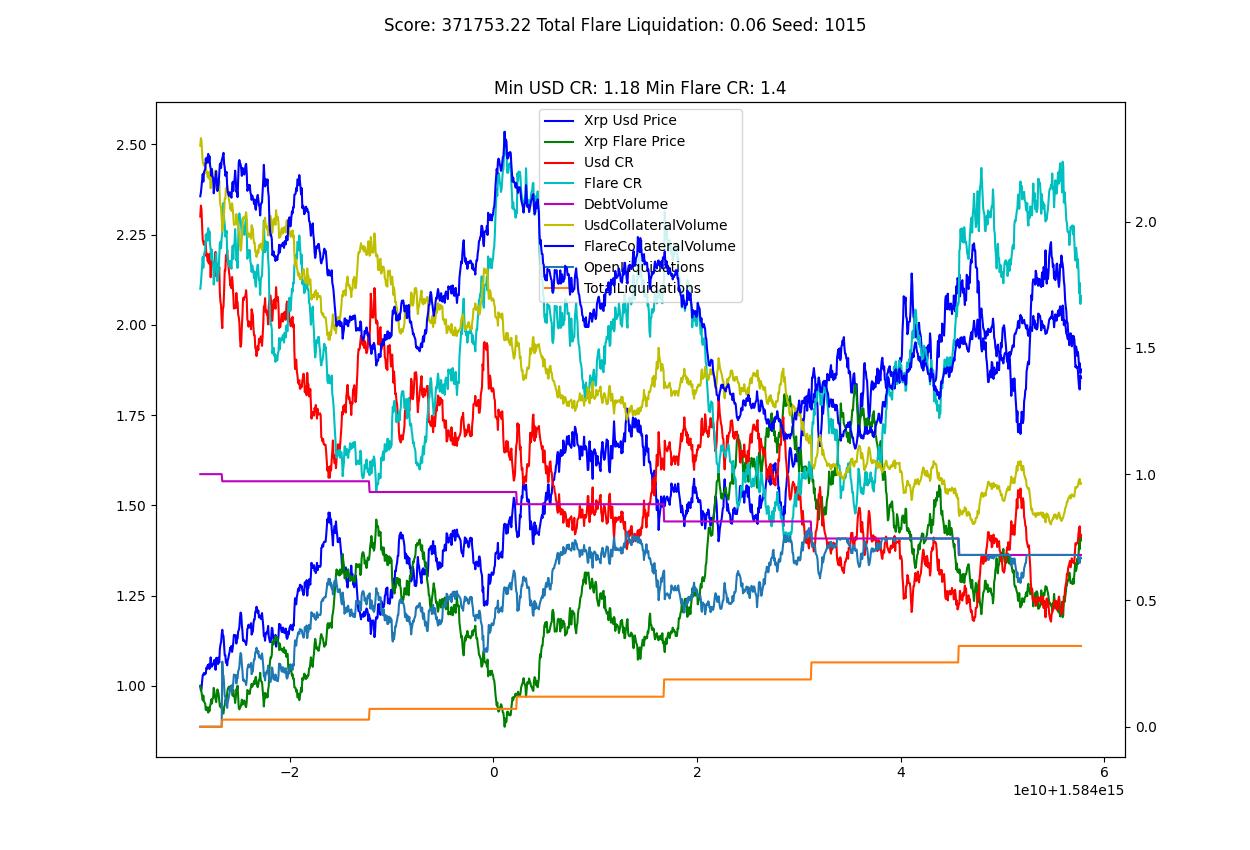 Score: 371753.22 Total Flare Liquidation: 0.06 Seed: 1015
Min USD CR: 1.18 Min Flare CR: 1.4
Xrp Usd Price
Xrp Flare Price
Usd CR
Flare CR
DebtVolume
UsdCollateralVolume
FlareCollateralVolume
OpenLiquidations
TotalLiquidations
2.50
2.25
2.00
1.75
1.50
1.25
1.00
2.0
1.5
1.0
0.5
0.0
−2 0 2 4 6
1e10+1.584e15